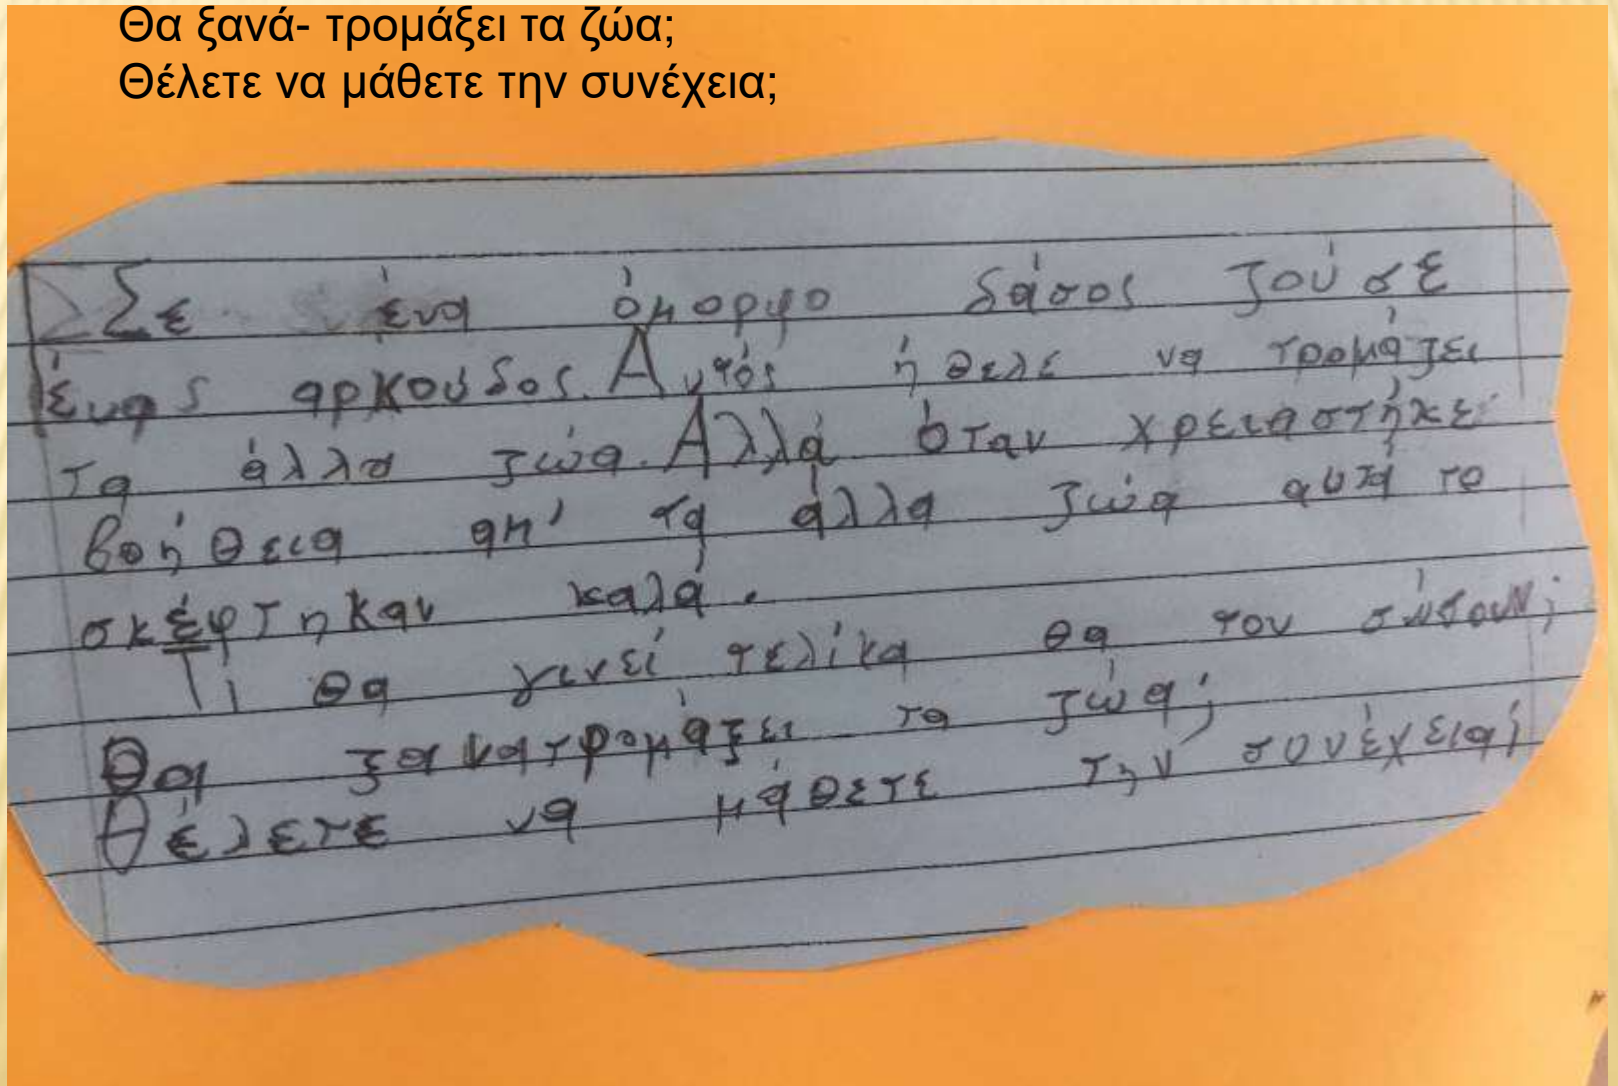 Θα ξανά- τρομάξει τα ζώα;
Θέλετε να μάθετε την συνέχεια;
Σε ένα όμορφο δάσος ζούσε
ένας αρκούδος. Αυτός ήθελε να τρομάζει
τα άλλα ζώα. Αλλά όταν χρειαστήκε
βοήθεια απ' τα άλλα ζώα αυτά το
σκέφτηκαν καλά.
Τι θα γινεί τελίκα θα τον σώσουν;
Θα ξανατρομάξει τα ζώα;
Θέλετε να μάθετε την συνέχεια;